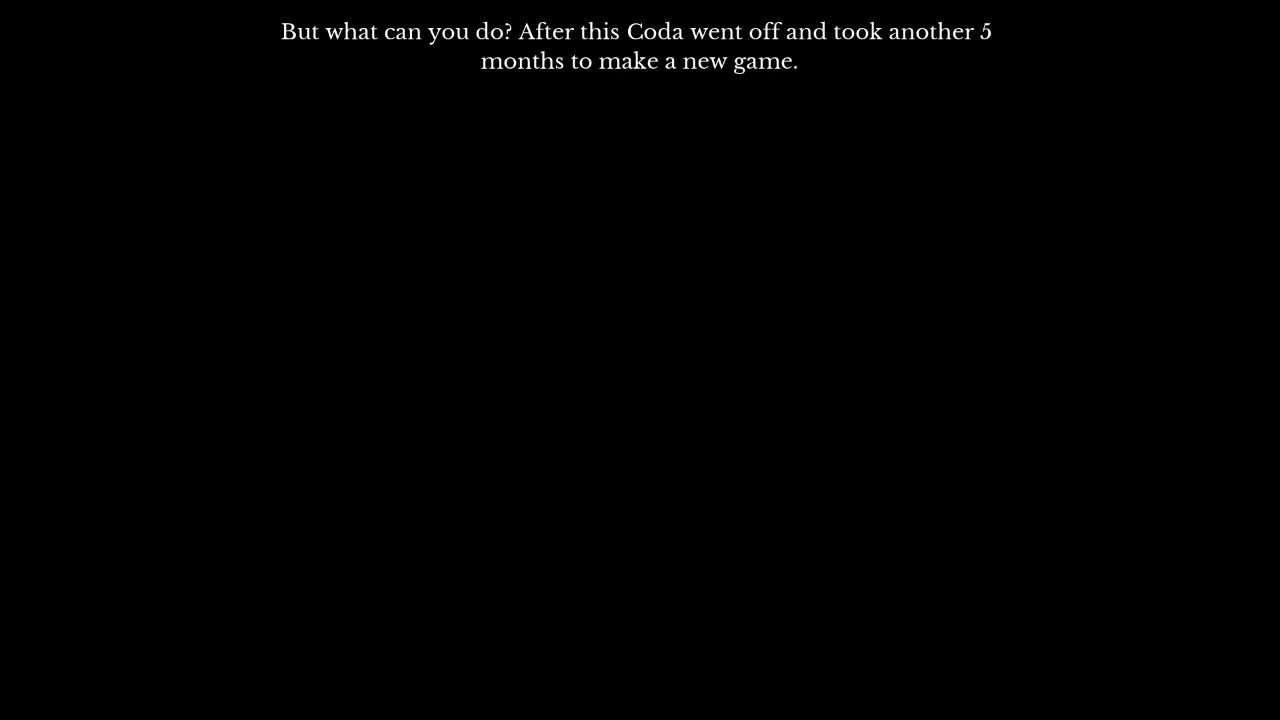 But what can you do? After this Coda went off and took another 5
months to make a new game.